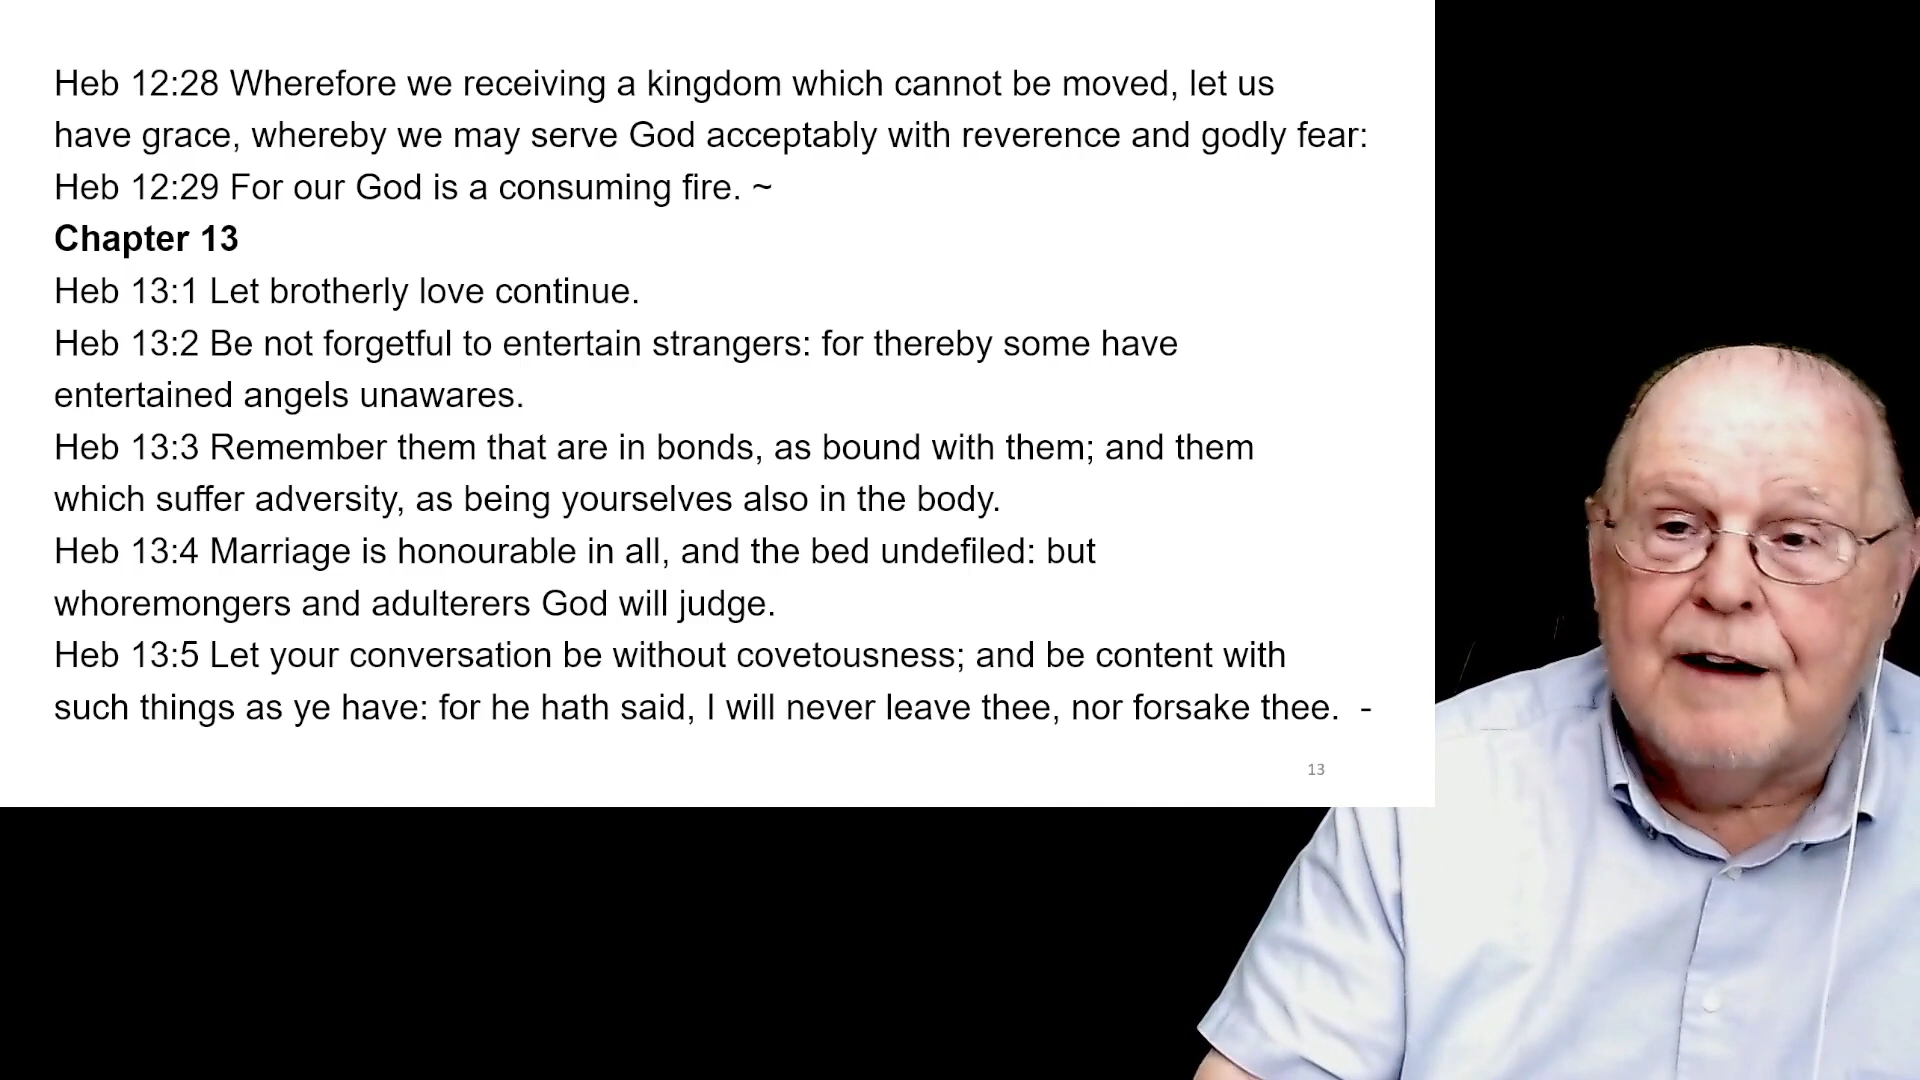 Heb 12:28 Wherefore we receiving a kingdom which cannot be moved, let us
have grace, whereby we may serve God acceptably with reverence and godly fear:
Heb 12:29 For our God is a consuming fire. ~
Chapter 13
Heb 13:1 Let brotherly love continue.
Heb 13:2 Be not forgetful to entertain strangers: for thereby some have
entertained angels unawares.
Heb 13:3 Remember them that are in bonds, as bound with them; and them
which suffer adversity, as being yourselves also in the body.
Heb 13:4 Marriage is honourable in all, and the bed undefiled: but
whoremongers and adulterers God will judge.
Heb 13:5 Let your conversation be without covetousness; and be content with
such things as ye have: for he hath said, I will never leave thee, nor forsake thee.  -
13